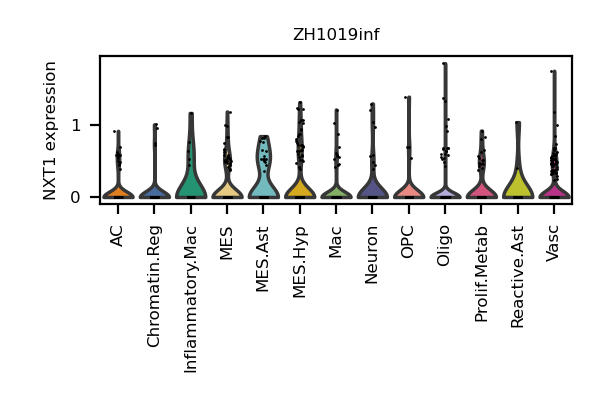 ZH1019inf
NXT1 expression
1
0
AC
Chromatin.Reg
Inflammatory.Mac
MES
MES.Ast
MES.Hyp
Mac
Neuron
OPC
Oligo
Prolif.Metab
Reactive.Ast
Vasc